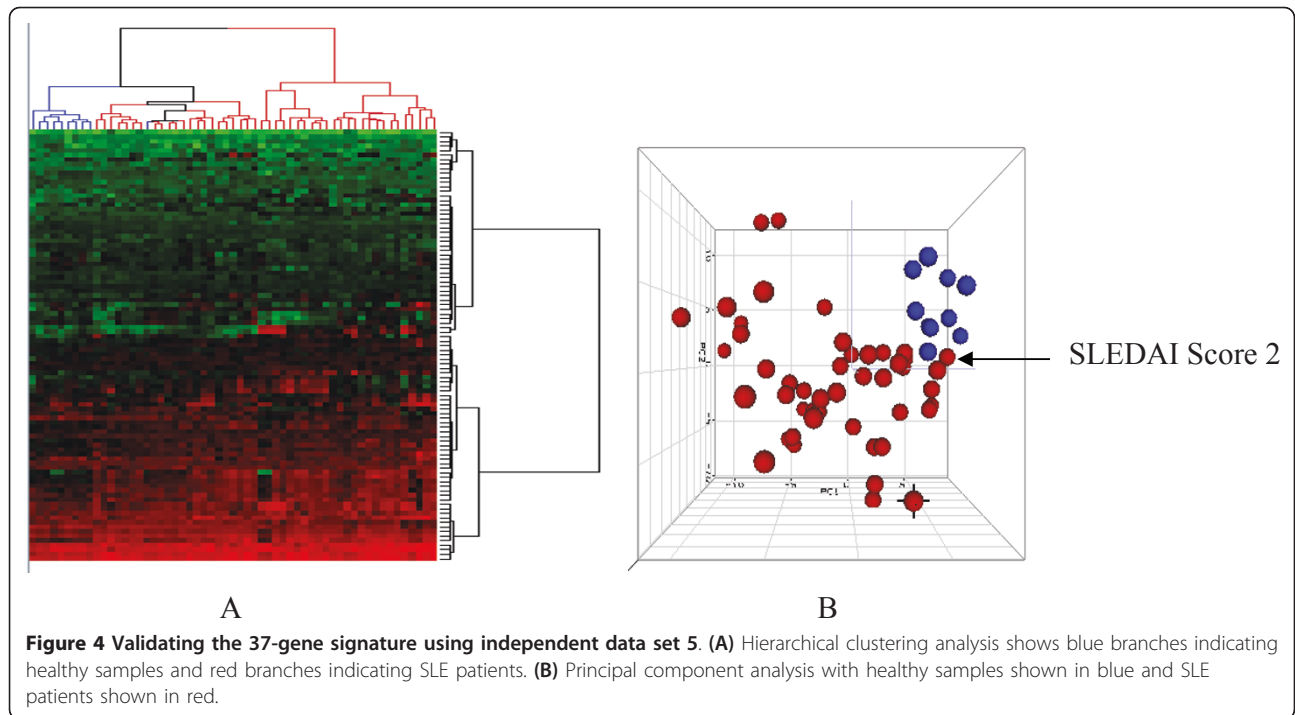 SLEDAI Score 2
PC2
PC1
A
B
Figure 4 Validating the 37-gene signature using independent data set 5. (A) Hierarchical clustering analysis shows blue branches indicating
healthy samples and red branches indicating SLE patients. (B) Principal component analysis with healthy samples shown in blue and SLE
patients shown in red.